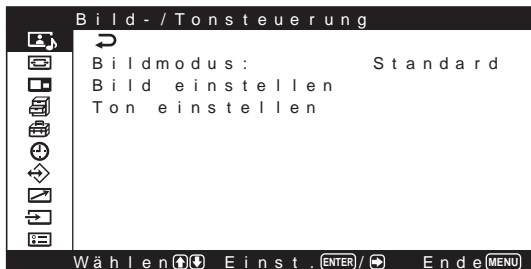 Bild-/Tonsteuerung
Bildmodus: Standard
Bild einstellen
Ton einstellen
Wählen Einst. ENTER / Ende MENU